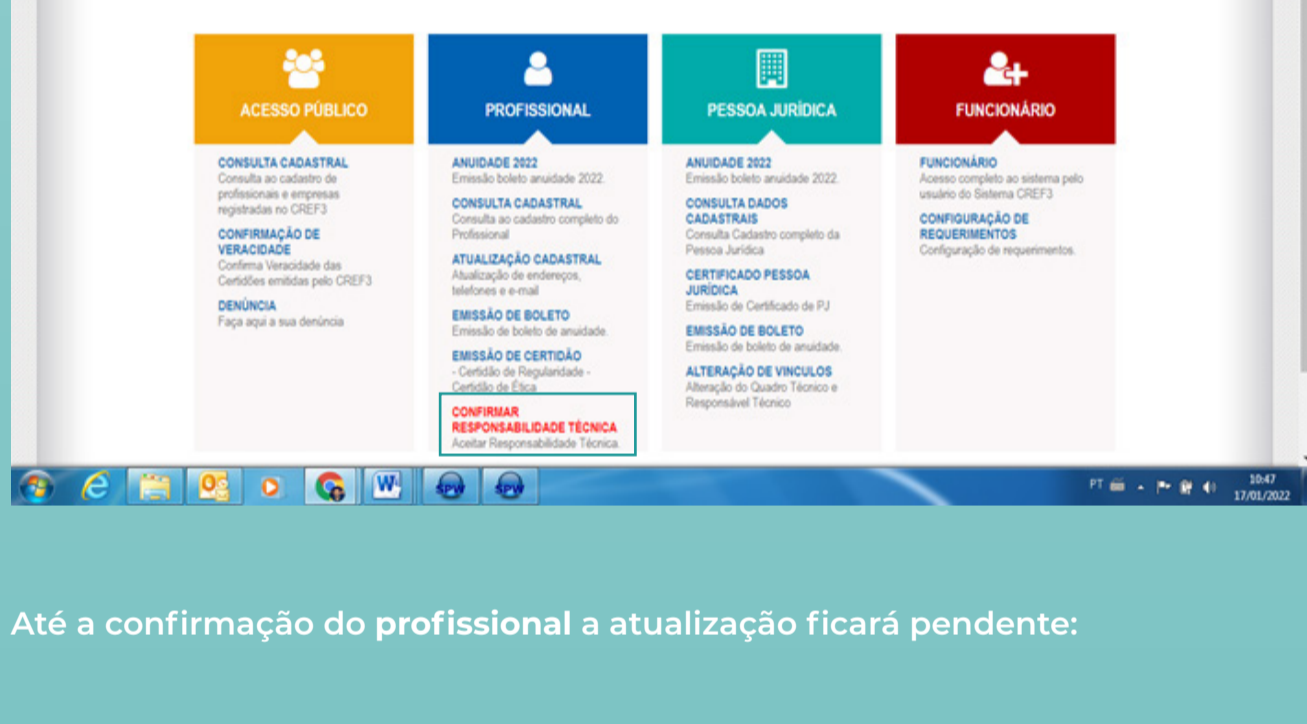 ACESSO PÚBLICO
CONSULTA CADASTRAL
Consulta ao cadastro de
profissionais e empresas
registradas no CREF3
CONFIRMAÇÃO DE
VERACIDADE
Confirma Veracidade das
Certidões emitidas pelo CREF3
DENÚNCIA
Faça aqui a sua denúncia
PROFISSIONAL
ANUIDADE 2022
Emissão boleto anuidade 2022.
CONSULTA CADASTRAL
Consulta ao cadastro completo do
Profissional
ATUALIZAÇÃO CADASTRAL
Atualização de endereços,
telefones e e-mail
EMISSÃO DE BOLETO
Emissão de boleto de anuidade.
EMISSÃO DE CERTIDÃO
- Certidão de Regularidade -
Certidão de Ética
CONFIRMAR
RESPONSABILIDADE TÉCNICA
Aceitar Responsabilidade Técnica.
PESSOA JURÍDICA
ANUIDADE 2022
Emissão boleto anuidade 2022.
CONSULTA DADOS
CADASTRAIS
Consulta Cadastro completo da
Pessoa Jurídica
CERTIFICADO PESSOA
JURÍDICA
Emissão de Certificado de PJ
EMISSÃO DE BOLETO
Emissão de boleto de anuidade.
ALTERAÇÃO DE VINCULOS
Alteração do Quadro Técnico e
Responsável Técnico
FUNCIONÁRIO
FUNCIONÁRIO
Acesso completo ao sistema pelo
usuário do Sistema CREF3
CONFIGURAÇÃO DE
REQUERIMENTOS
Configuração de requerimentos.
SPW
SPW
PT
10:47
17/01/2022
Até a confirmação do profissional a atualização ficará pendente: